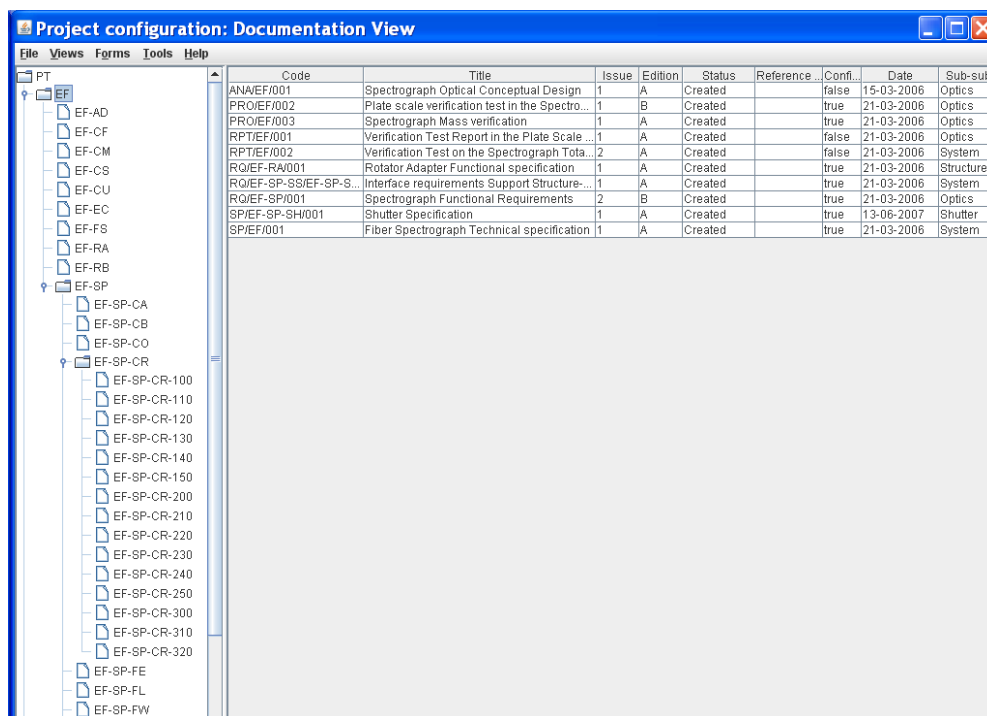 Project configuration: Documentation View
File Views Forms Tools Help
PT
EF
EF-AD
EF-CF
EF-CM
EF-CS
EF-CU
EF-EC
EF-FS
EF-RA
EF-RB
EF-SP
EF-SP-CA
EF-SP-CB
EF-SP-CO
EF-SP-CR
EF-SP-CR-100
EF-SP-CR-110
EF-SP-CR-120
EF-SP-CR-130
EF-SP-CR-140
EF-SP-CR-150
EF-SP-CR-200
EF-SP-CR-210
EF-SP-CR-220
EF-SP-CR-230
EF-SP-CR-240
EF-SP-CR-250
EF-SP-CR-300
EF-SP-CR-310
EF-SP-CR-320
EF-SP-FE
EF-SP-FL
EF-SP-FW
Code Title Issue Edition Status Reference ... Confi... Date Sub-sub
ANA/EF/001 Spectrograph Optical Conceptual Design 1 A Created false 15-03-2006 Optics
PRO/EF/002 Plate scale verification test in the Spectro... 1 B Created true 21-03-2006 Optics
PRO/EF/003 Spectrograph Mass verification 1 A Created true 21-03-2006 Optics
RPT/EF/001 Verification Test Report in the Plate Scale ... 1 A Created false 21-03-2006 Optics
RPT/EF/002 Verification Test on the Spectrograph Tota... 2 A Created false 21-03-2006 System
RQ/EF-RA/001 Rotator Adapter Functional specification 1 A Created true 21-03-2006 Structure
RQ/EF-SP-SS/EF-SP-S... Interface requirements Support Structure-... 1 A Created true 21-03-2006 System
RQ/EF-SP/001 Spectrograph Functional Requirements 2 B Created true 21-03-2006 Optics
SP/EF-SP-SH/001 Shutter Specification 1 A Created true 13-06-2007 Shutter
SP/EF/001 Fiber Spectrograph Technical specification 1 A Created true 21-03-2006 System